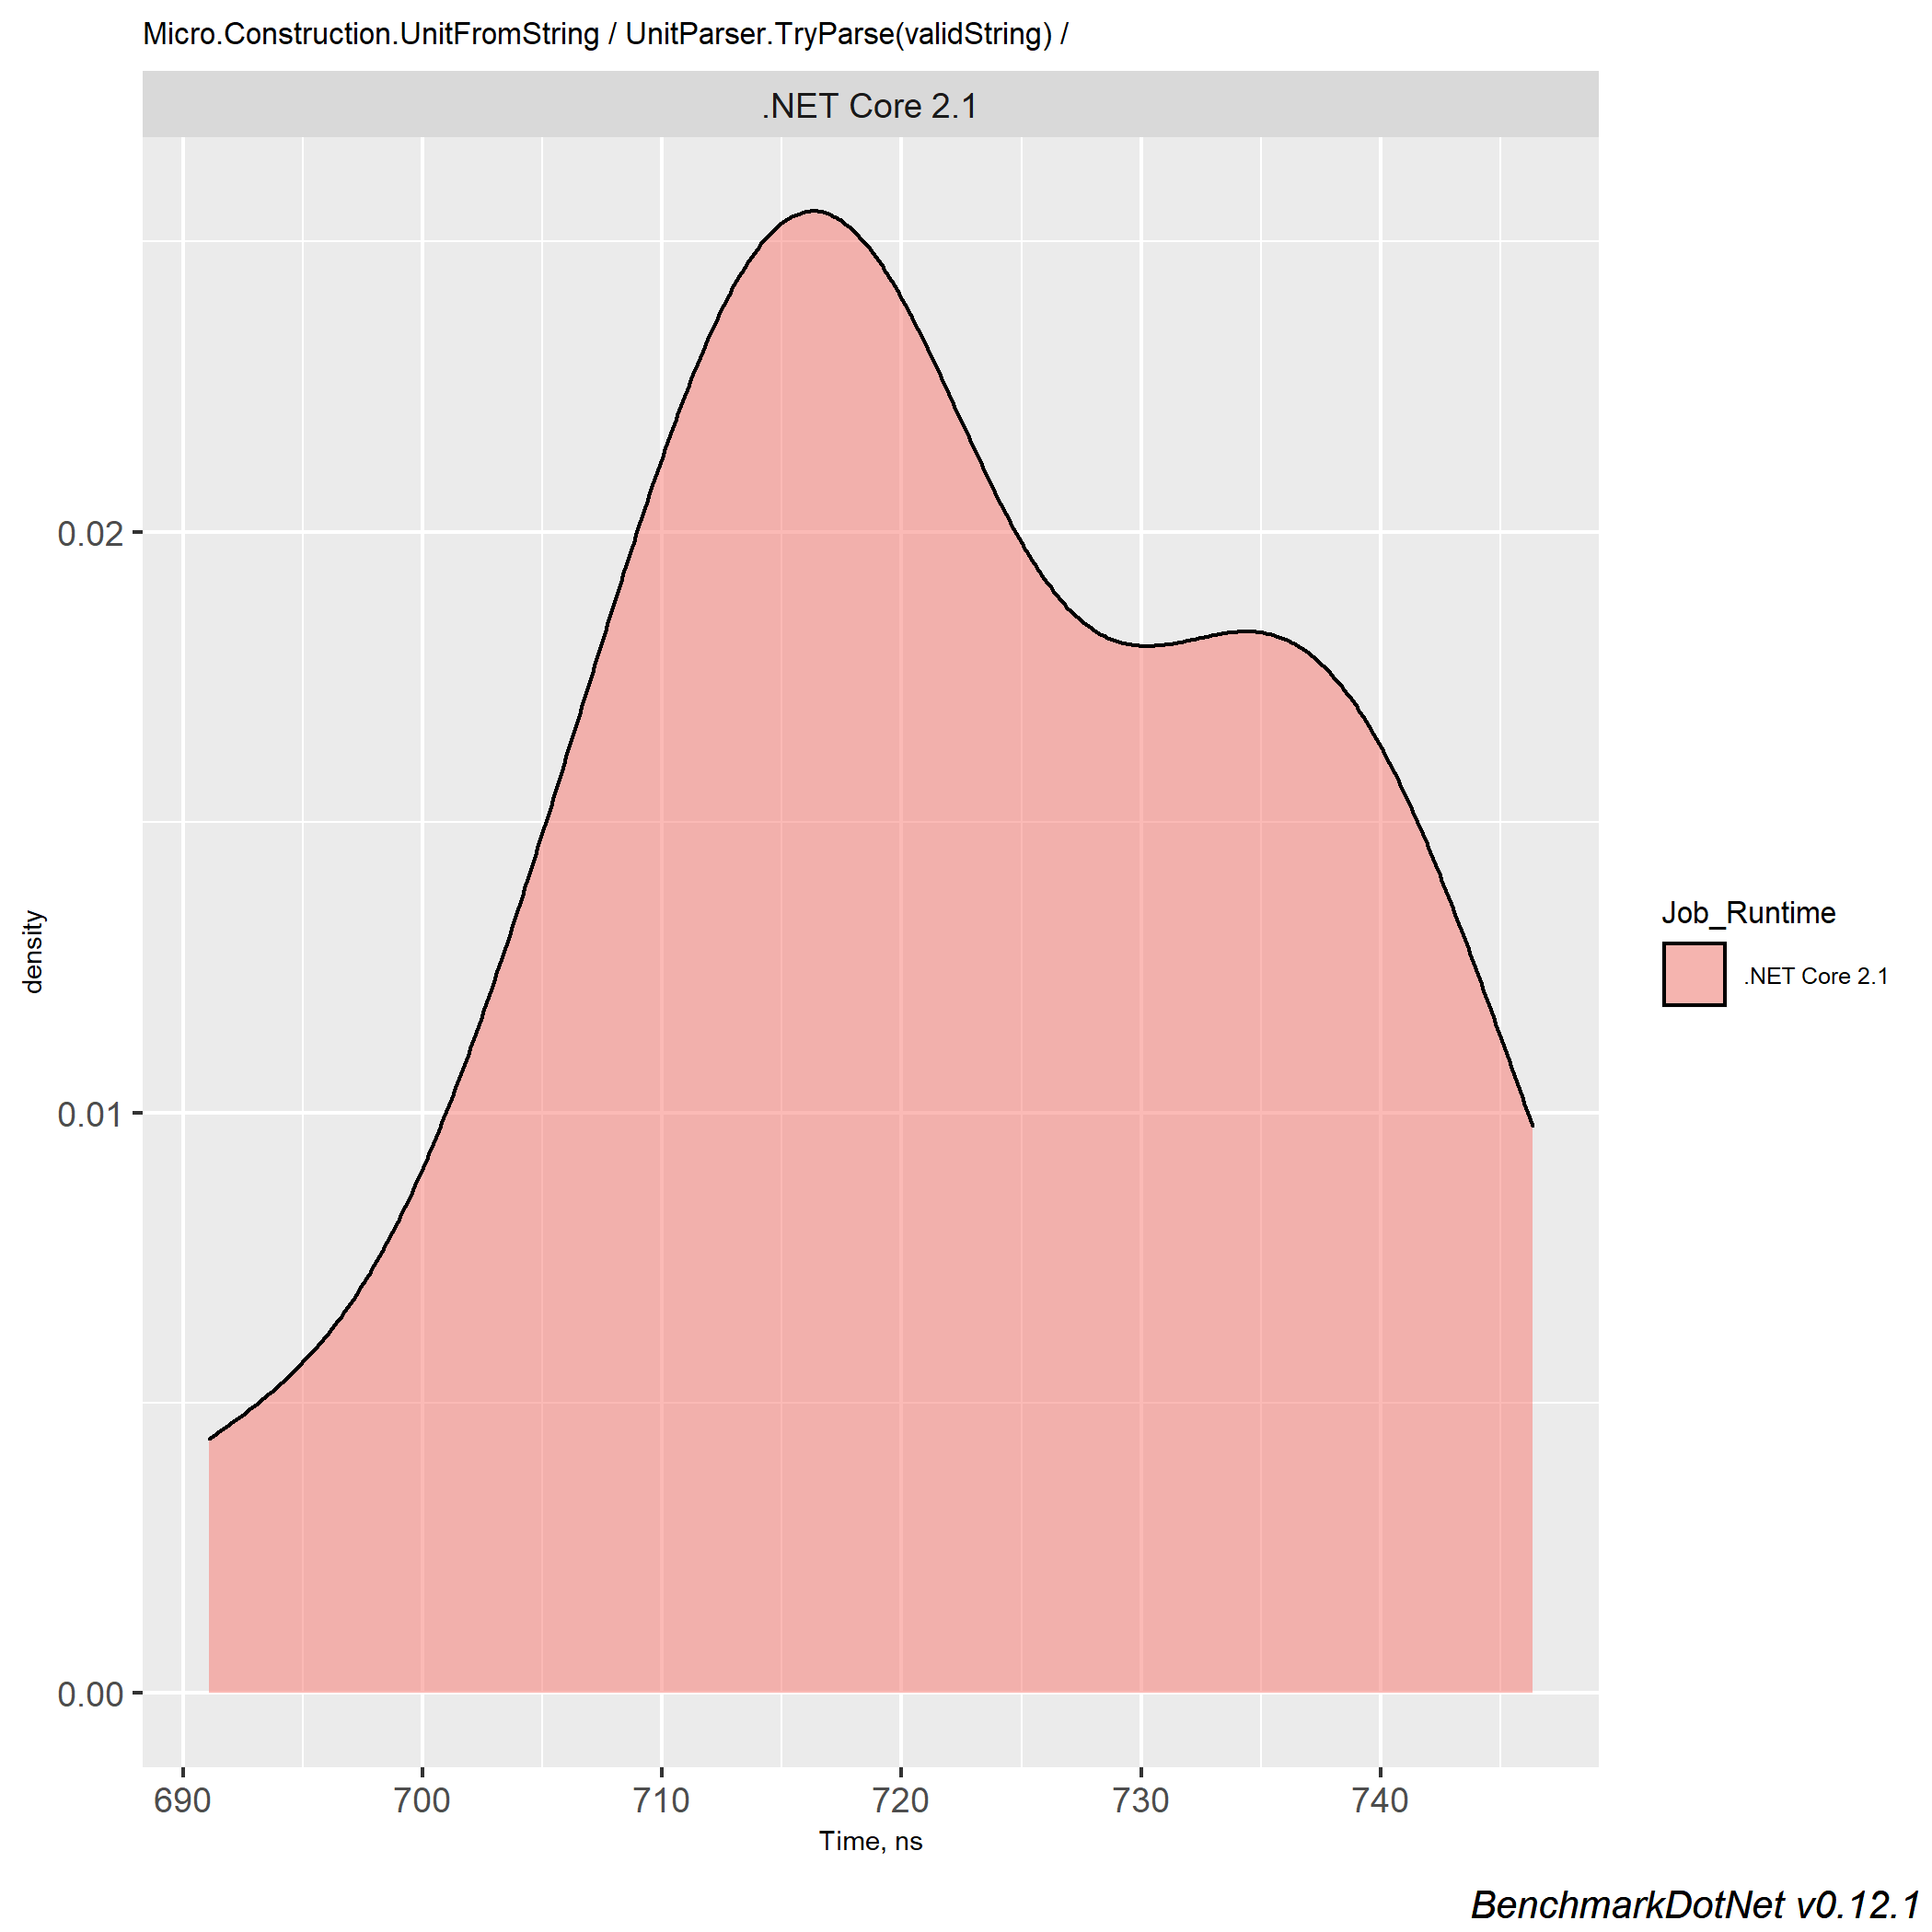 Micro.Construction.UnitFromString / UnitParser.TryParse(validString) /
.NET Core 2.1
0.02
0.01
0.00
density
690 700 710 720 730 740
Time, ns
Job_Runtime
.NET Core 2.1
BenchmarkDotNet v0.12.1